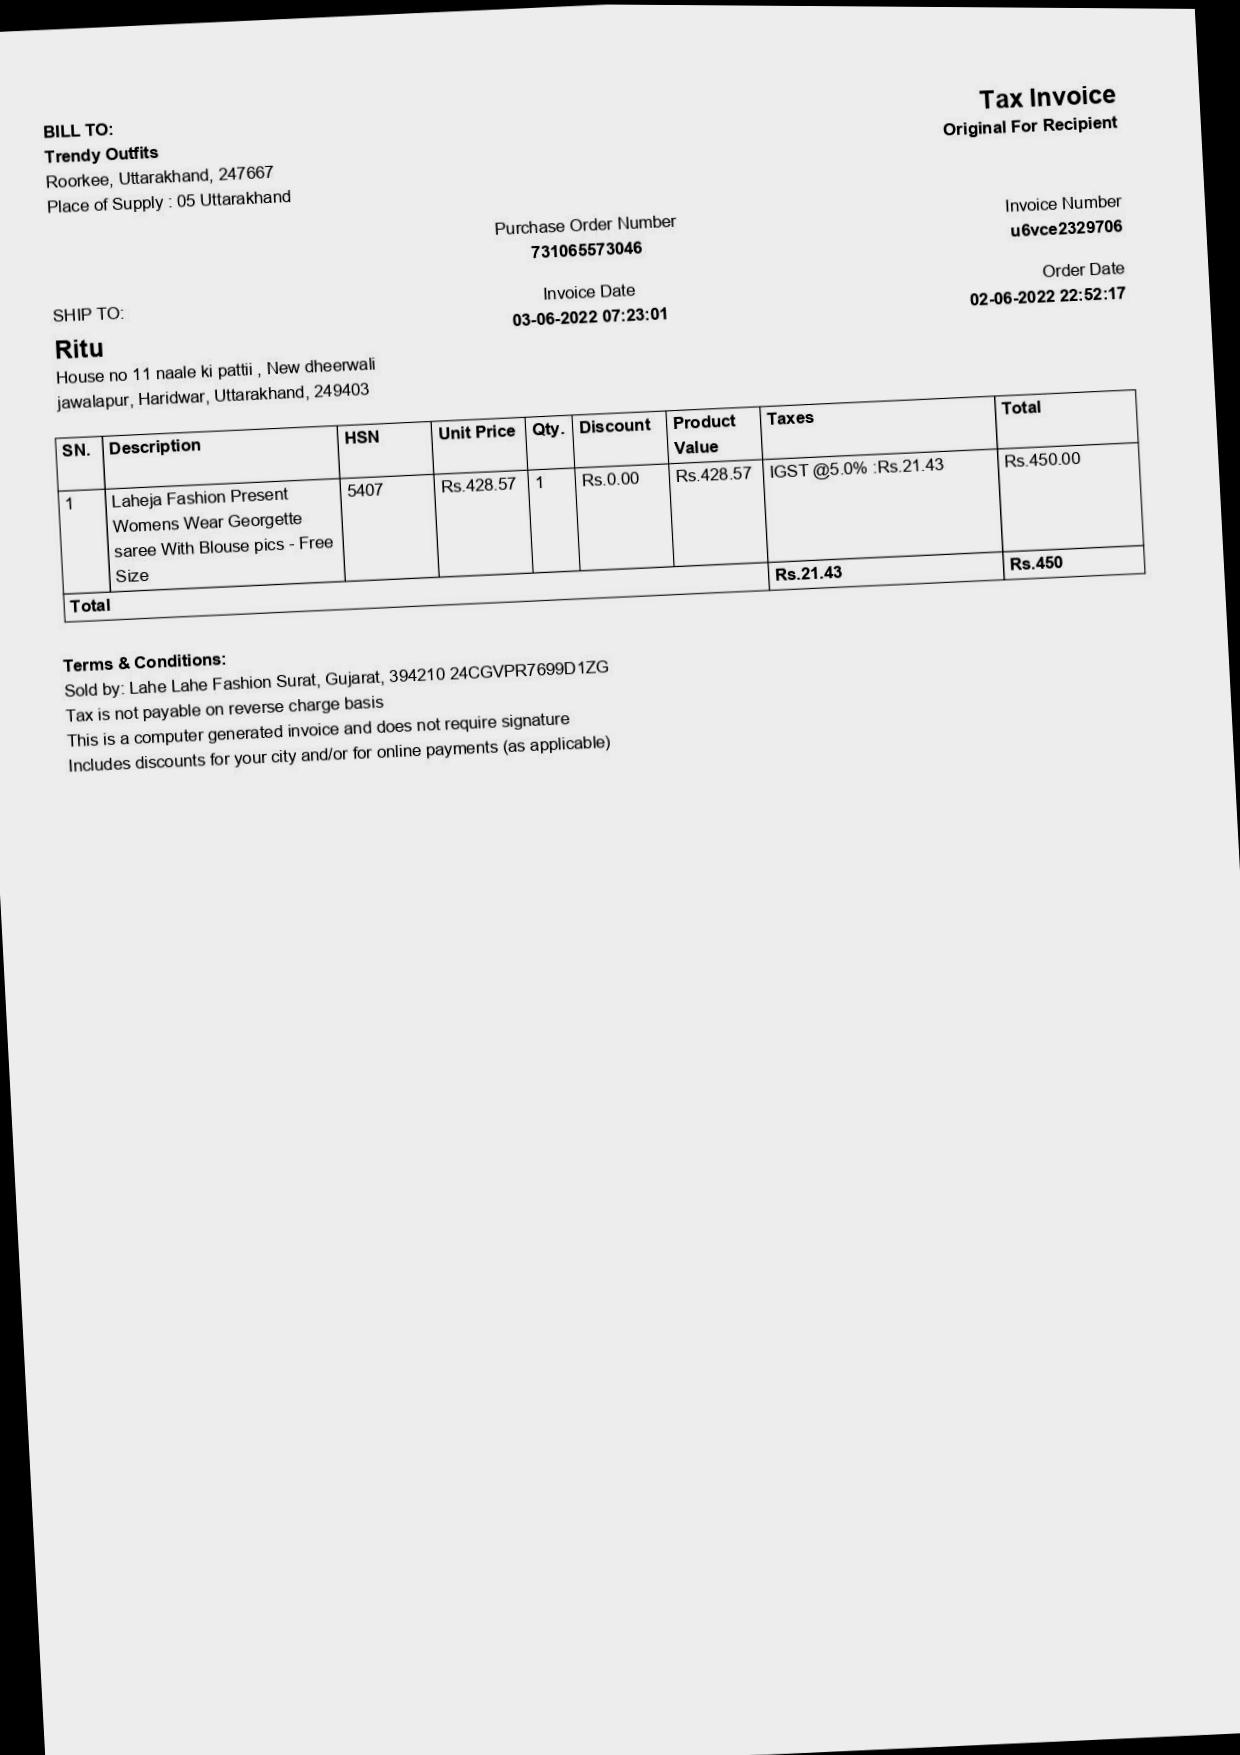 Tax Invoice
Original For Recipient
BILL TO:
Trendy Outfits
Roorkee, Uttarakhand, 247667
Place of Supply : 05 Uttarakhand
Purchase Order Number
731065573046
Invoice Number
u6vce2329706
Invoice Date
03-06-2022 07:23:01
Order Date
02-06-2022 22:52:17
SHIP TO:
Ritu
House no 11 naale ki pattii , New dheerwali
jawalapur, Haridwar, Uttarakhand, 249403
SN. Description HSN Unit Price Qty. Discount Product Value Taxes Total
1 Laheja Fashion Present 5407 Rs.428.57 1 Rs.0.00 Rs.428.57 IGST @5.0% :Rs.21.43 Rs.450.00
Womens Wear Georgette
saree With Blouse pics - Free
Size
Total Rs.21.43 Rs.450
Terms & Conditions:
Sold by: Lahe Lahe Fashion Surat, Gujarat, 394210 24CGVPR7699D1ZG
Tax is not payable on reverse charge basis
This is a computer generated invoice and does not require signature
Includes discounts for your city and/or for online payments (as applicable)